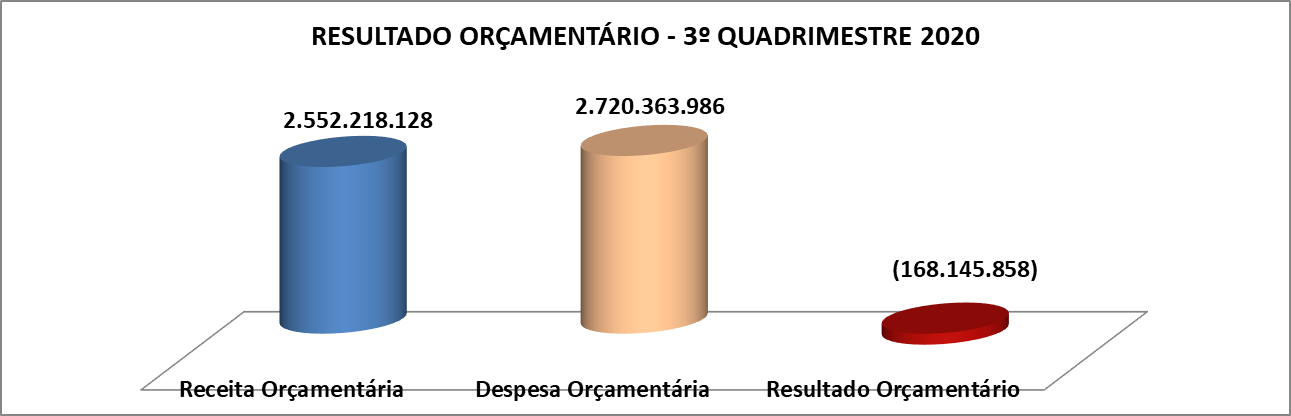 RESULTADO ORÇAMENTÁRIO - 3º QUADRIMESTRE 2020
2.552.218.128
2.720.363.986
(168.145.858)
Receita Orçamentária
Despesa Orçamentária
Resultado Orçamentário